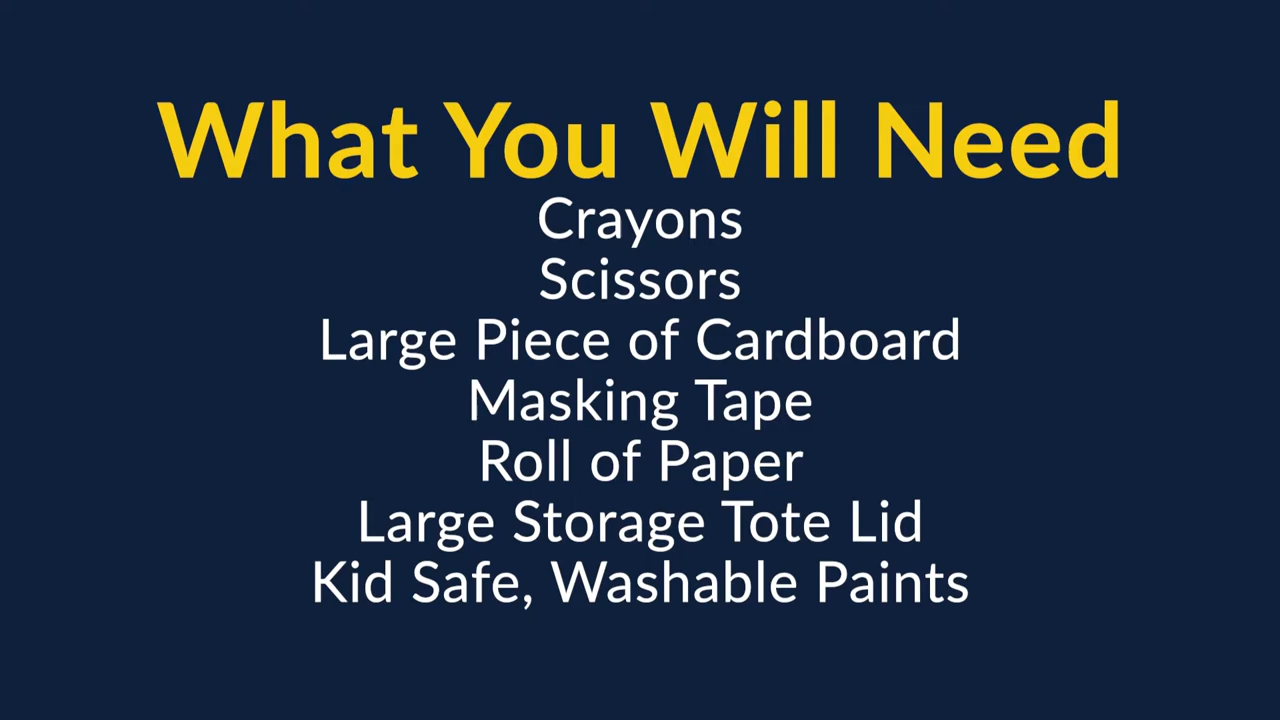 What You Will Need
Crayons
Scissors
Large Piece of Cardboard
Masking Tape
Roll of Paper
Large Storage Tote Lid
Kid Safe, Washable Paints